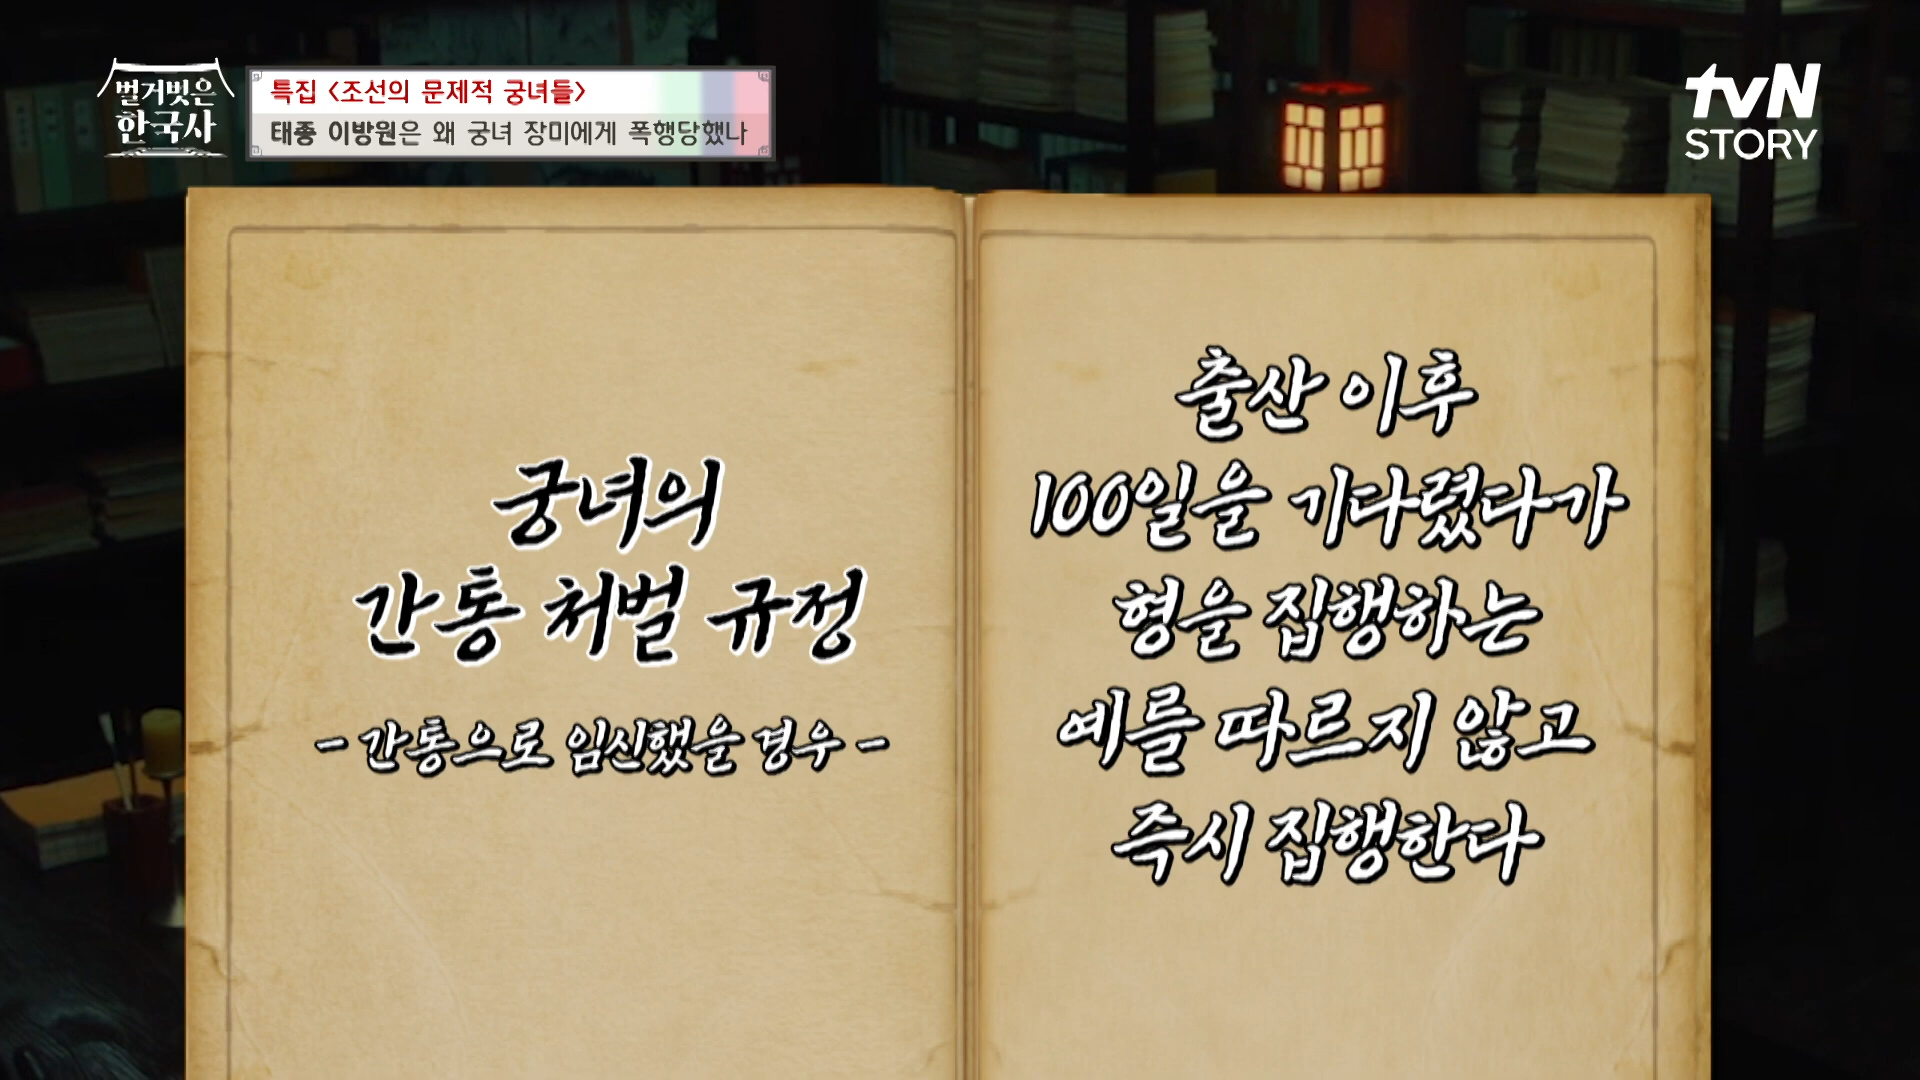 벌거벗은
한국사
특집 <조선의 문제적 궁녀들>
태종 이방원은 왜 궁녀 장미에게 폭행당했나
tvN
STORY
궁녀의
간통 처벌 규정
- 간통으로 임신했을 경우 -
출산 이후
100일을 기다렸다가
형을 집행하는
예를 따르지 않고
즉시 집행한다